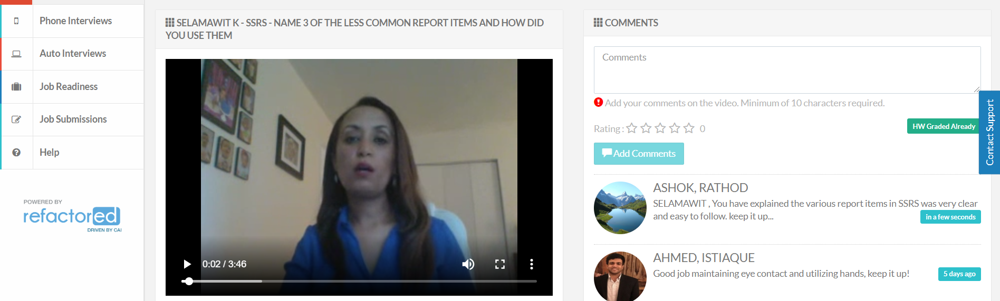 Phone Interviews
Auto Interviews
Job Readiness
Job Submissions
Help
POWERED BY
refactored
DRIVEN BY CAI
SELAMAWIT K - SSRS - NAME 3 OF THE LESS COMMON REPORT ITEMS AND HOW DID
YOU USE THEM
0:02 / 3:46
COMMENTS
Comments
Add your comments on the video. Minimum of 10 characters required.
Rating : 0
HW Graded Already
Add Comments
Contact Support
ASHOK, RATHOD
SELAMAWIT , You have explained the various report items in SSRS was very clear
and easy to follow. keep it up...
in a few seconds
AHMED, ISTIAQUE
Good job maintaining eye contact and utilizing hands, keep it up!
5 days ago